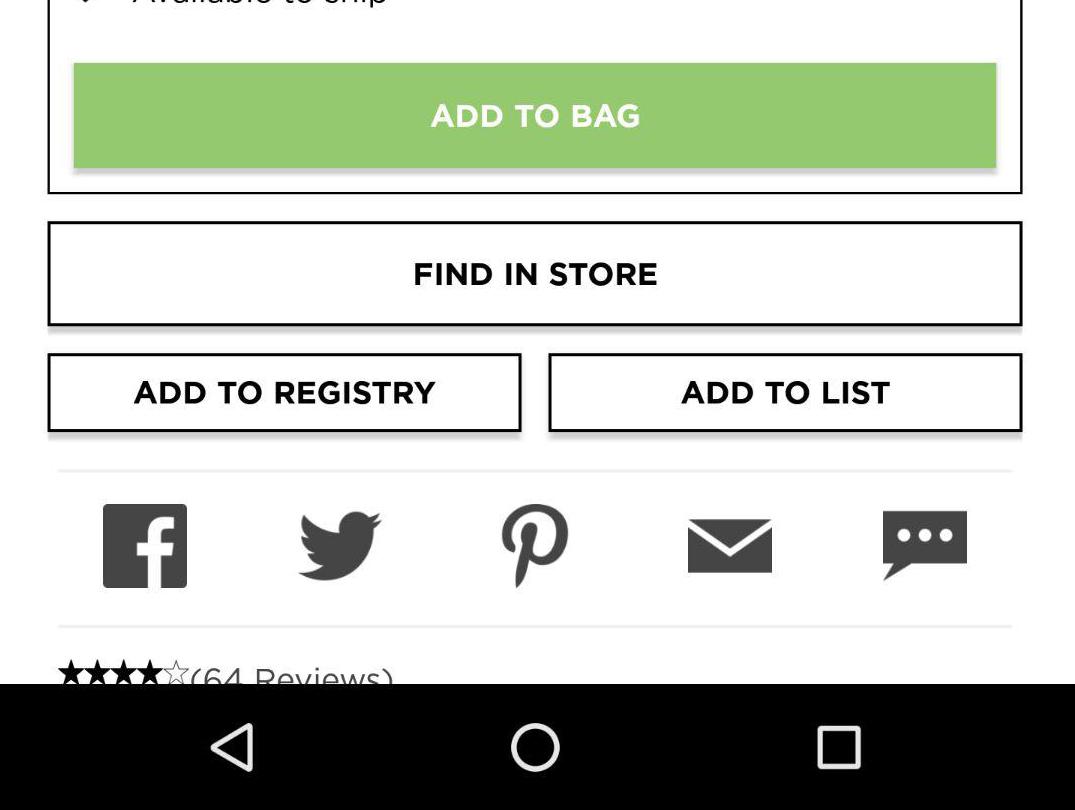 Available to ship
ADD TO BAG
FIND IN STORE
ADD TO REGISTRY
ADD TO LIST
(64 Reviews)